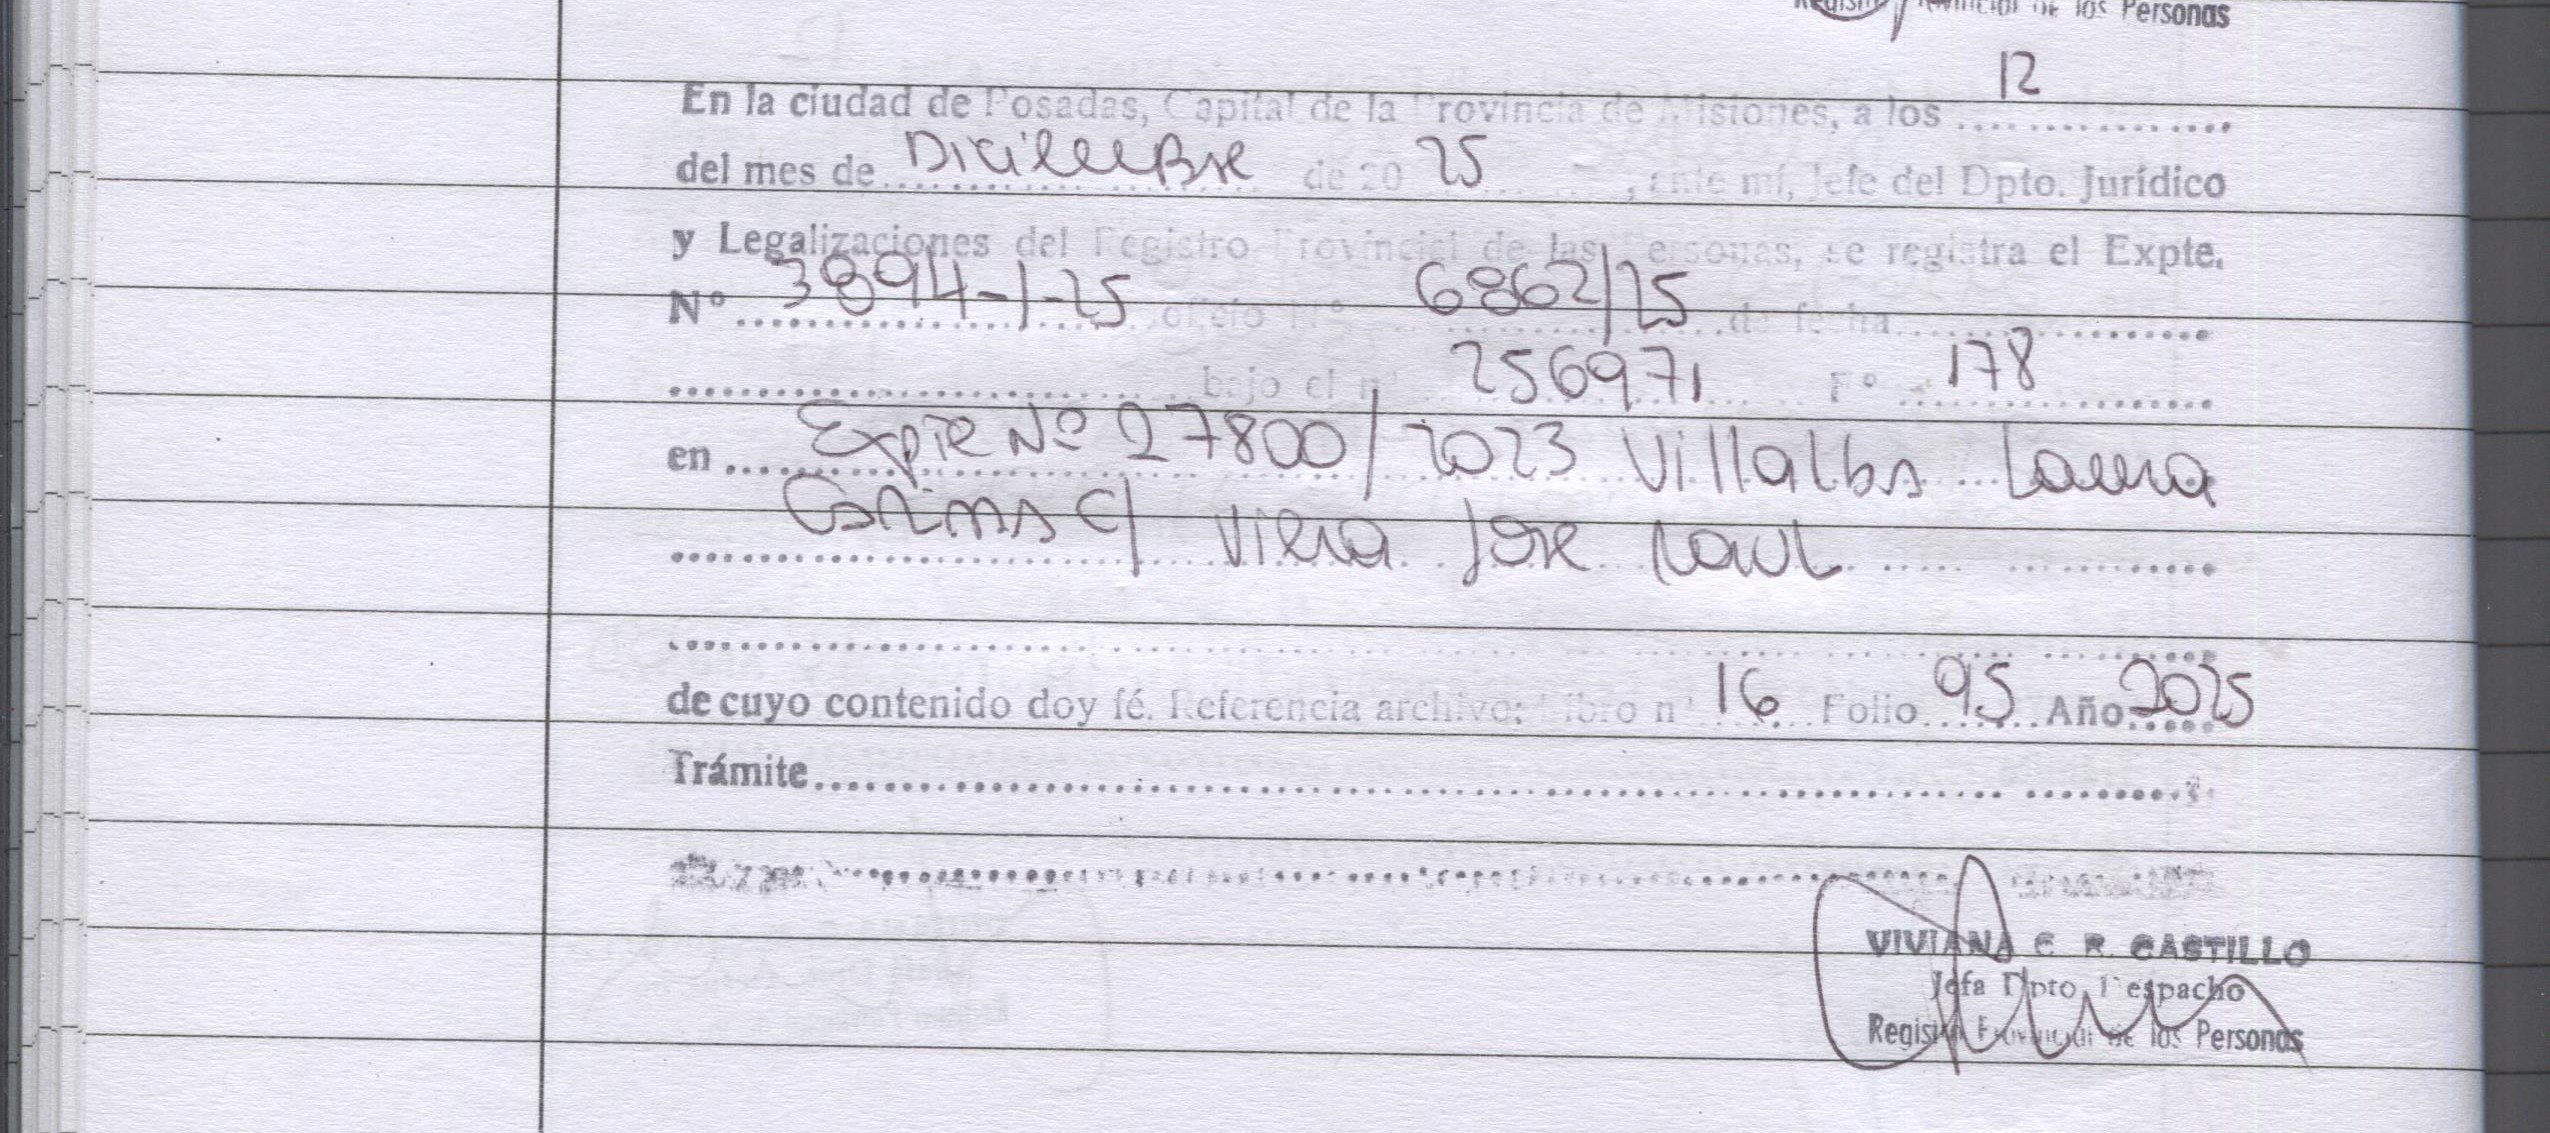 Registro Provincial de las Personas
12
En la ciudad de Posadas, Capital de la Provincia de Misiones, a los ................
del mes de Diciembre de 2025, ante mí, Jefe del Dpto. Jurídico
y Legalizaciones del Registro Provincial de las Personas, se registra el Expte.
Nº 3894-1-25 oficio Nº 6862/25 de fecha ................
................ bajo el nº 256971 Fº 178
en Expte Nº 27800/2023 Villalba Laura
Carina c/ Viera Jose Raul
de cuyo contenido doy fé. Referencia archivo: Libro nº 16 Folio 95 Año 2025
Trámite................
VIVIANA C. R. CASTILLO
Jefa Dpto. Despacho
Registro Provincial de las Personas